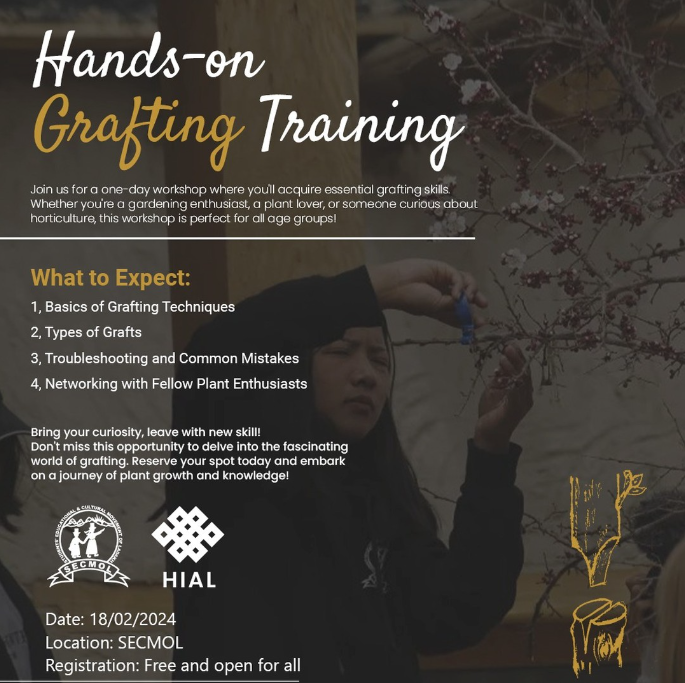 Hands-on
Grafting Training
Join us for a one-day workshop where you'll acquire essential grafting skills.
Whether you're a gardening enthusiast, a plant lover, or someone curious about
horticulture, this workshop is perfect for all age groups!
What to Expect:
1, Basics of Grafting Techniques
2, Types of Grafts
3, Troubleshooting and Common Mistakes
4, Networking with Fellow Plant Enthusiasts
Bring your curiosity, leave with new skill!
Don't miss this opportunity to delve into the fascinating
world of grafting. Reserve your spot today and embark
on a journey of plant growth and knowledge!
EDUCATIONAL & CULTURAL MOVEMENT OF
SECMOL
HIAL
Date: 18/02/2024
Location: SECMOL
Registration: Free and open for all